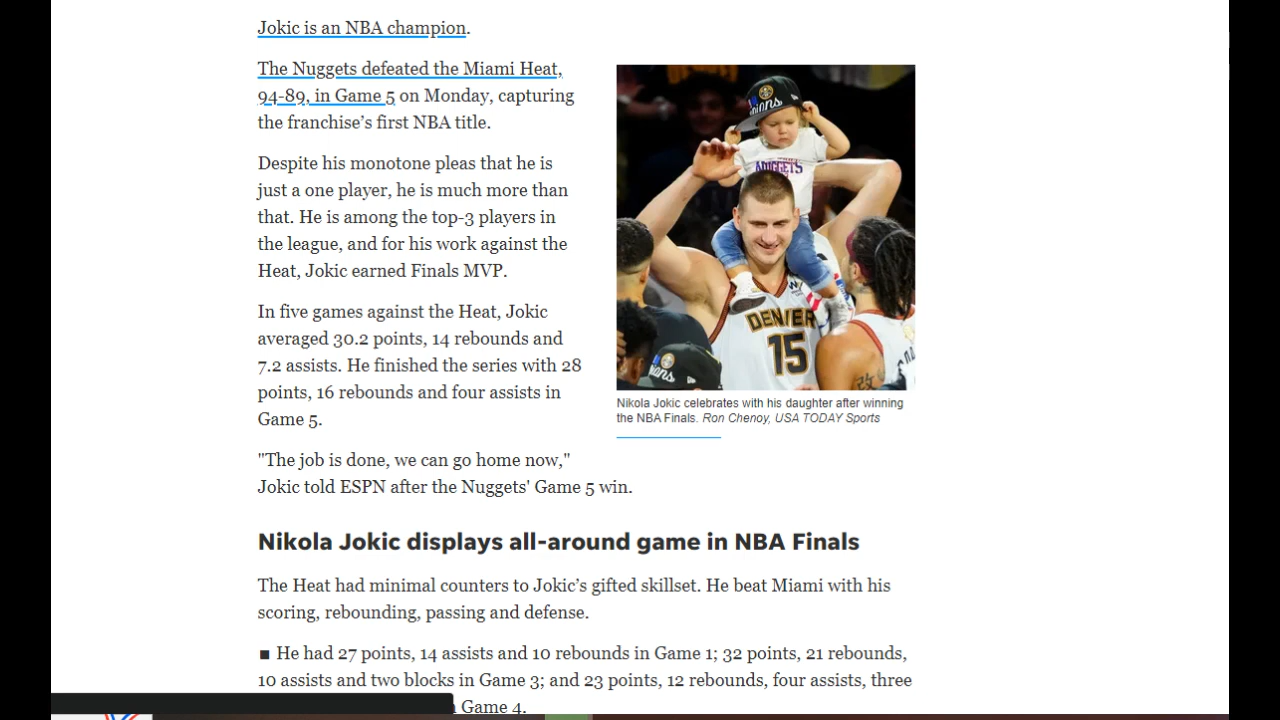 Jokic is an NBA champion.
The Nuggets defeated the Miami Heat,
94-89, in Game 5 on Monday, capturing
the franchise’s first NBA title.
Despite his monotone pleas that he is
just a one player, he is much more than
that. He is among the top-3 players in
the league, and for his work against the
Heat, Jokic earned Finals MVP.
In five games against the Heat, Jokic
averaged 30.2 points, 14 rebounds and
7.2 assists. He finished the series with 28
points, 16 rebounds and four assists in
Game 5.
"The job is done, we can go home now,"
Jokic told ESPN after the Nuggets' Game 5 win.
NUGGETS
DENVER
15
Nikola Jokic celebrates with his daughter after winning
the NBA Finals. Ron Chenoy, USA TODAY Sports
Nikola Jokic displays all-around game in NBA Finals
The Heat had minimal counters to Jokic’s gifted skillset. He beat Miami with his
scoring, rebounding, passing and defense.
■ He had 27 points, 14 assists and 10 rebounds in Game 1; 32 points, 21 rebounds,
10 assists and two blocks in Game 3; and 23 points, 12 rebounds, four assists, three
Game 4.